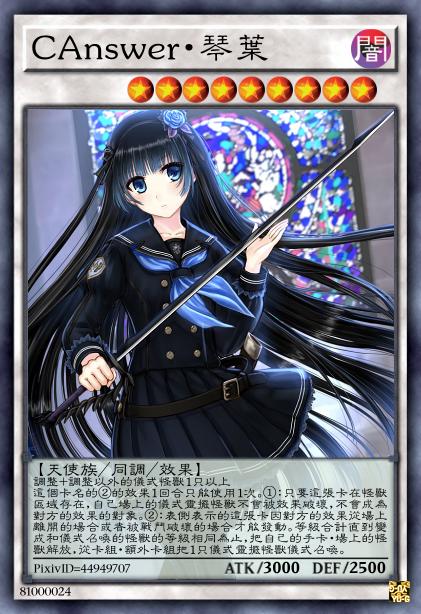 CAnswer・琴葉
闇
【天使族／同調／效果】
調整＋調整以外的儀式怪獸1只以上
這個卡名的②的效果1回合只能使用1次。①：只要這張卡在怪獸
區域存在，自己場上的儀式靈擺怪獸不會被效果破壞，不會成為
對方的效果的對象。②：表側表示的這張卡因對方的效果從場上
離開的場合或者被戰鬥破壞的場合才能發動。等級合計直到變
成和儀式召喚的怪獸的等級相同為止，把自己的手卡·場上的怪
獸解放，從卡組·額外卡組把1只儀式靈擺怪獸儀式召喚。
PixivID=44949707
ATK/3000 DEF/2500
81000024